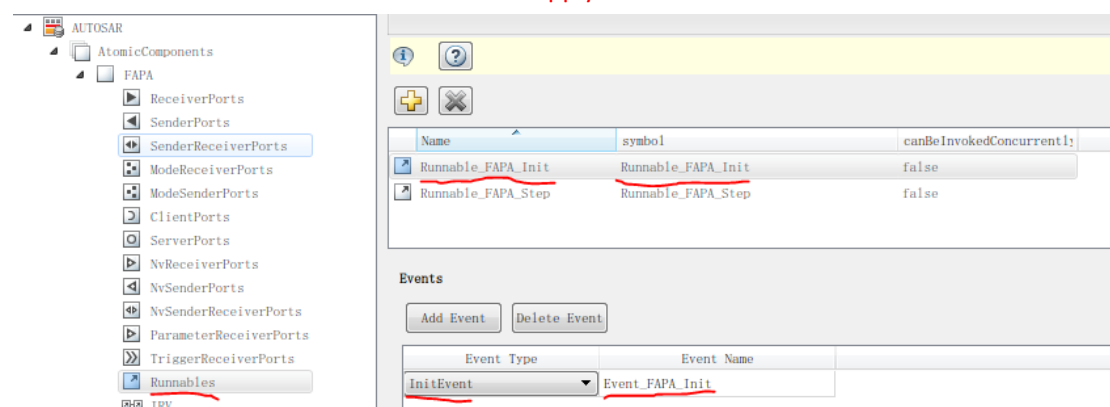 AUTOSAR
AtomicComponents
FAPA
ReceiverPorts
SenderPorts
SenderReceiverPorts
ModeReceiverPorts
ModeSenderPorts
ClientPorts
ServerPorts
NvReceiverPorts
NvSenderPorts
NvSenderReceiverPorts
ParameterReceiverPorts
TriggerReceiverPorts
Runnables
Name symbol canBeInvokedConcurrently
Runnable_FAPA_Init Runnable_FAPA_Init false
Runnable_FAPA_Step Runnable_FAPA_Step false
Events
Add Event Delete Event
Event Type Event Name
InitEvent Event_FAPA_Init